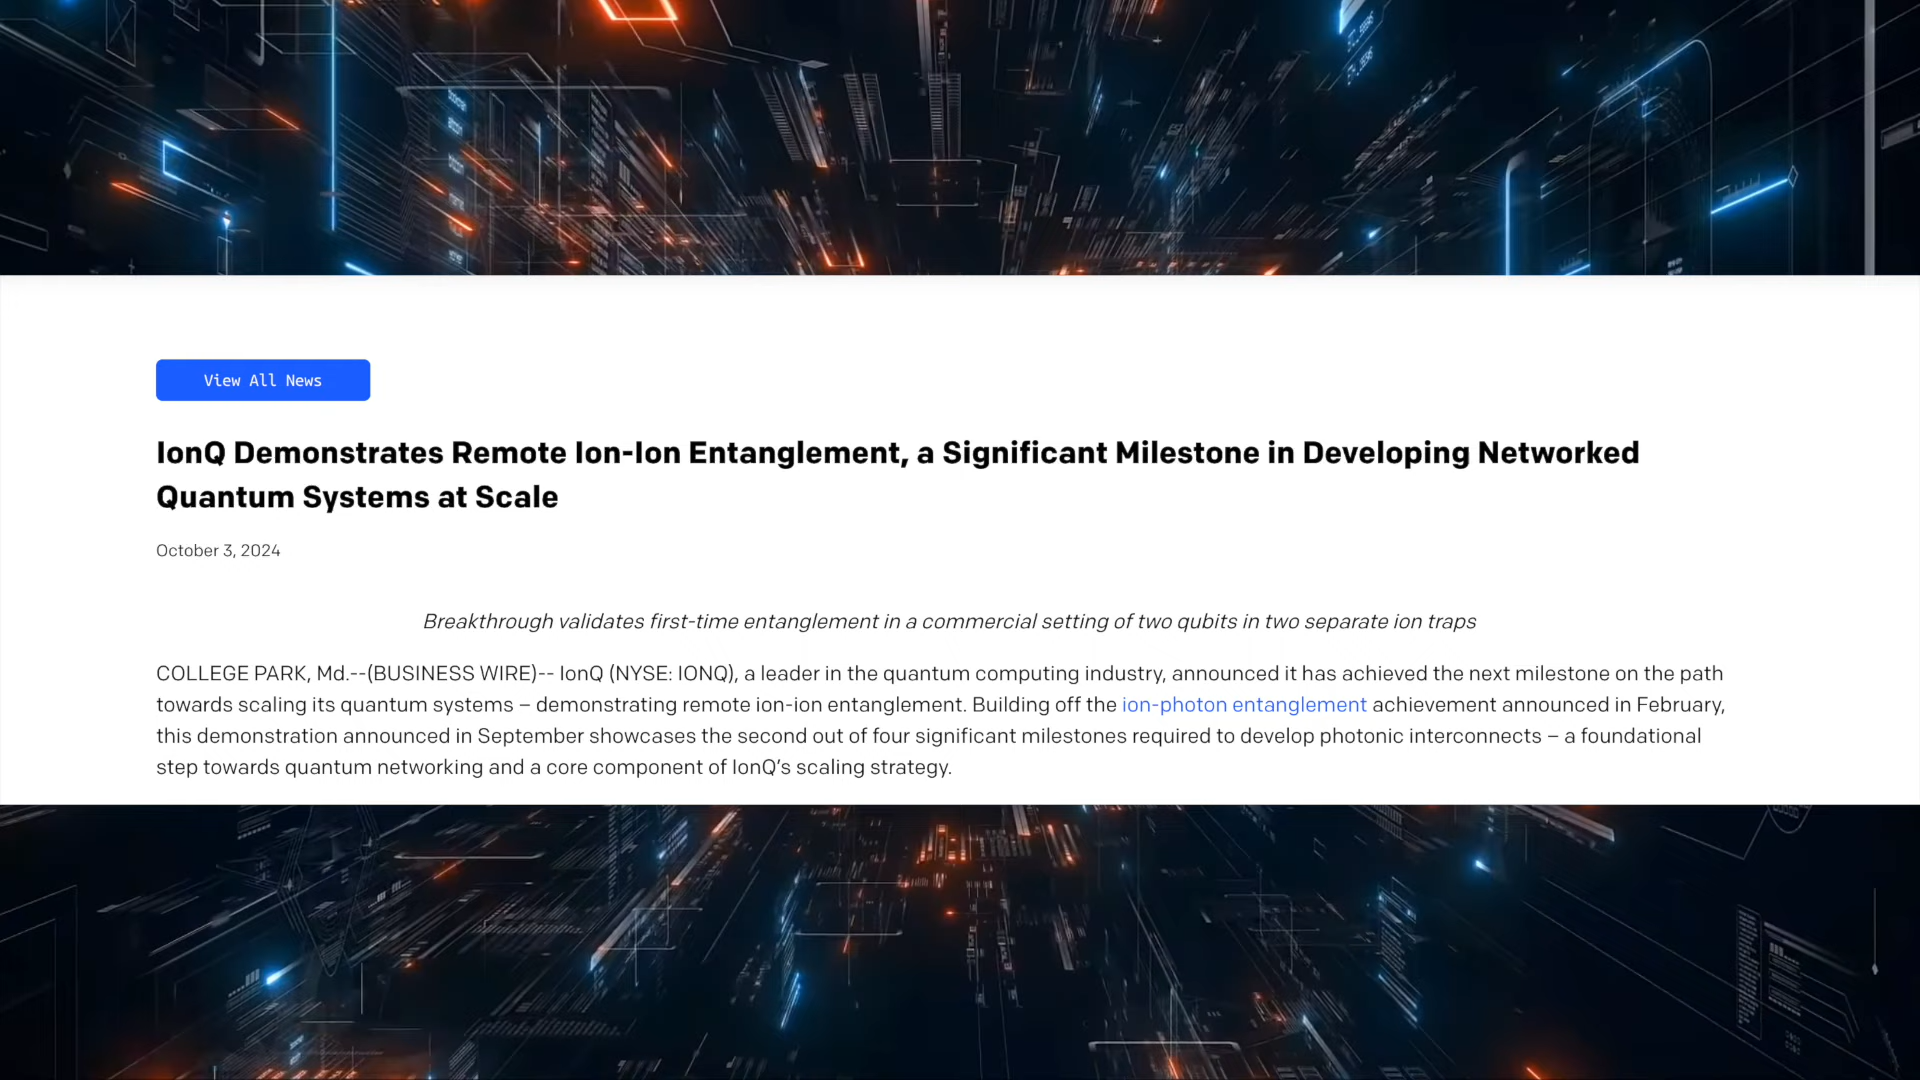 View All News
IonQ Demonstrates Remote Ion-Ion Entanglement, a Significant Milestone in Developing Networked
Quantum Systems at Scale
October 3, 2024
Breakthrough validates first-time entanglement in a commercial setting of two qubits in two separate ion traps
COLLEGE PARK, Md.--(BUSINESS WIRE)-- IonQ (NYSE: IONQ), a leader in the quantum computing industry, announced it has achieved the next milestone on the path
towards scaling its quantum systems – demonstrating remote ion-ion entanglement. Building off the ion-photon entanglement achievement announced in February,
this demonstration announced in September showcases the second out of four significant milestones required to develop photonic interconnects – a foundational
step towards quantum networking and a core component of IonQ’s scaling strategy.